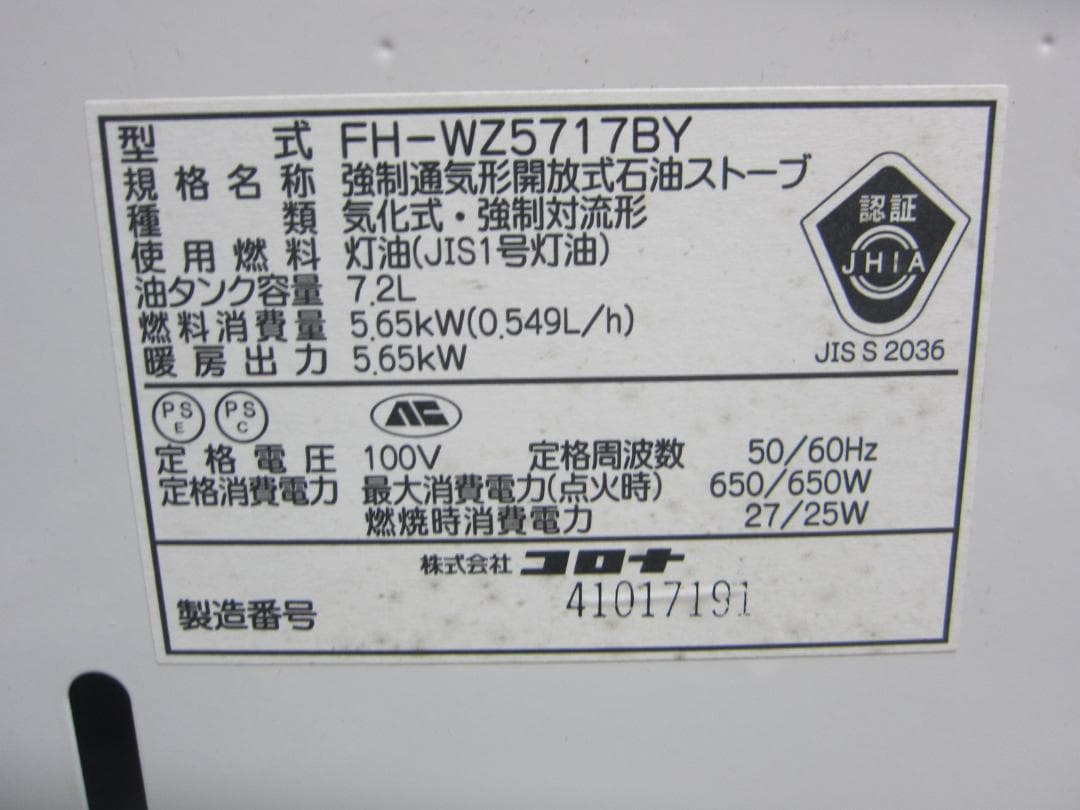 型式 FH-WZ5717BY
規格名称 強制通気形開放式石油ストーブ
種類 気化式・強制対流形
使用燃料 灯油(JIS1号灯油)
油タンク容量 7.2L
燃料消費量 5.65kW(0.549L/h)
暖房出力 5.65kW
認証
JHIA
JIS S 2036
PS E PS C
定格電圧 100V 定格周波数 50/60Hz
定格消費電力 最大消費電力(点火時) 650/650W
燃焼時消費電力 27/25W
株式会社 コロナ
製造番号 41017191